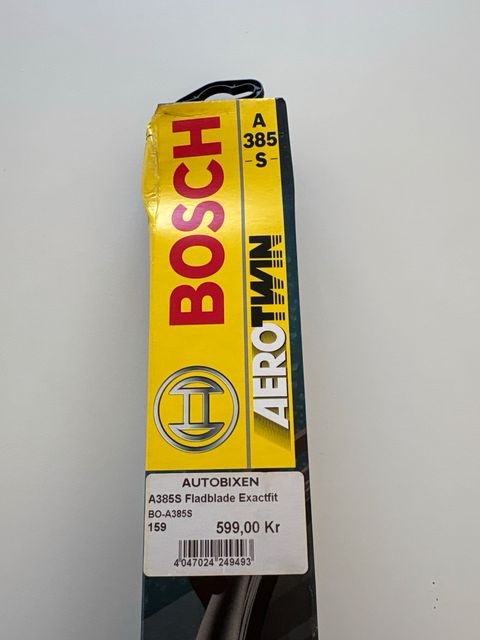 BOSCH
A
385
-S-
AEROTWIN
AUTOBIXEN
A385S Fladblade Exactfit
BO-A385S
159 599,00 Kr
4 047024 249493